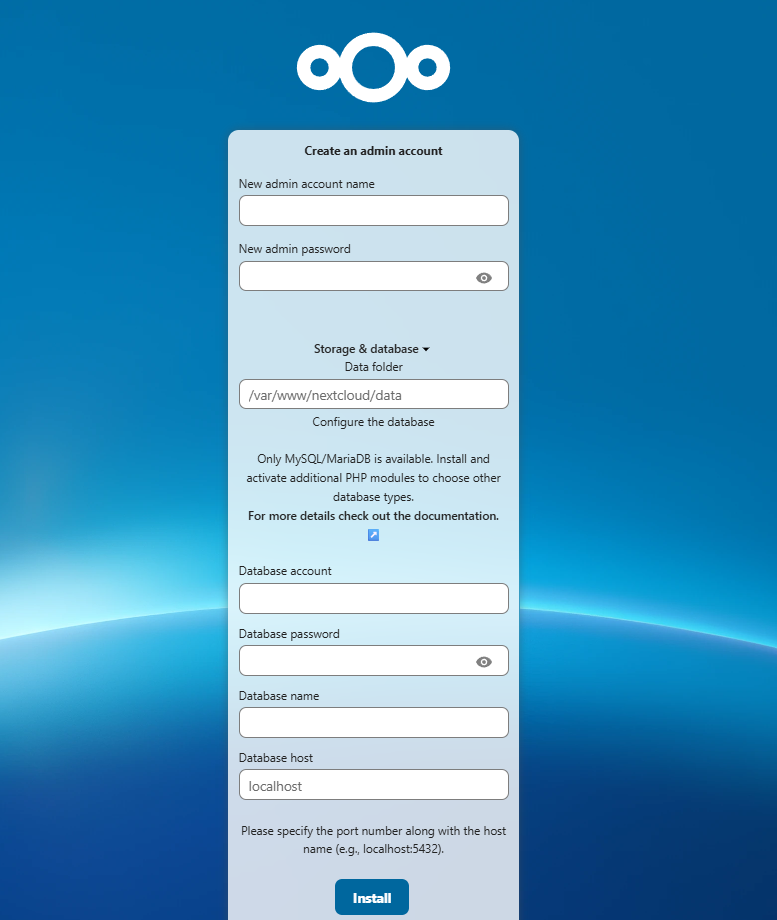 Create an admin account
New admin account name
New admin password
Storage & database
Data folder
/var/www/nextcloud/data
Configure the database
Only MySQL/MariaDB is available. Install and
activate additional PHP modules to choose other
database types.
For more details check out the documentation.
Database account
Database password
Database name
Database host
localhost
Please specify the port number along with the host
name (e.g., localhost:5432).
Install